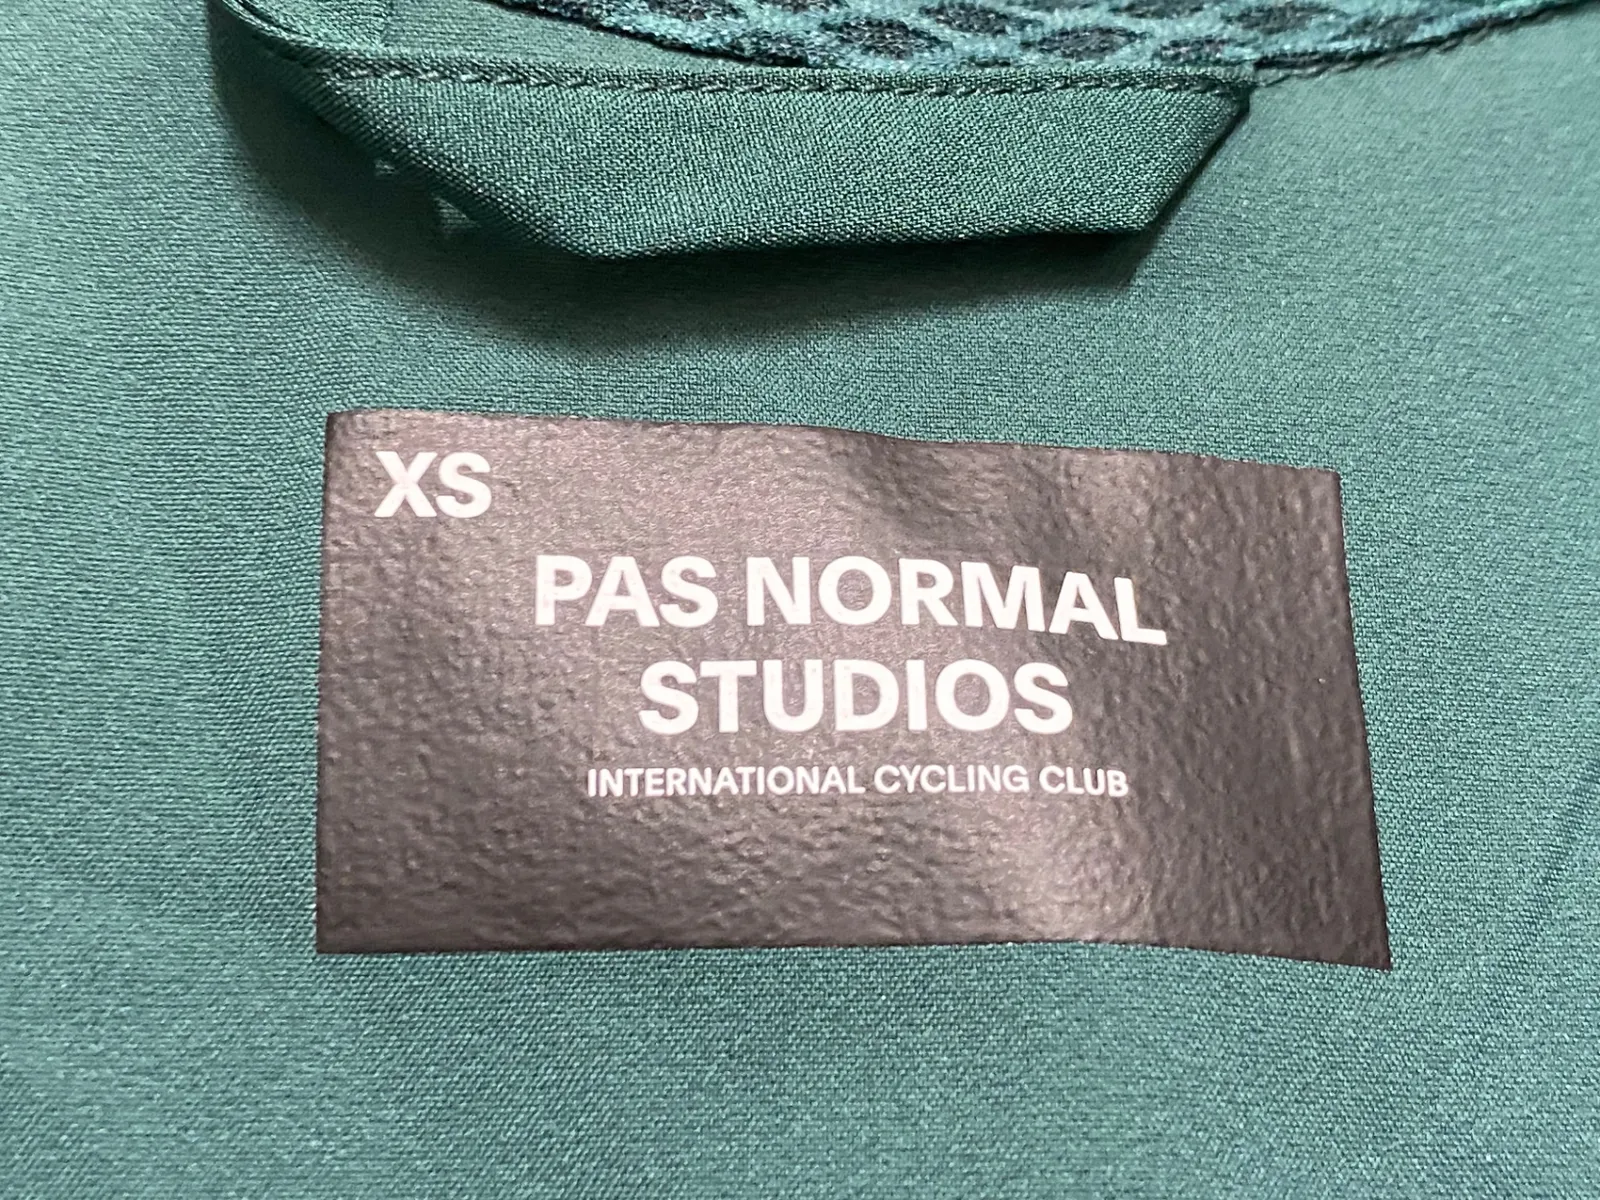 XS
PAS NORMAL
STUDIOS
INTERNATIONAL CYCLING CLUB